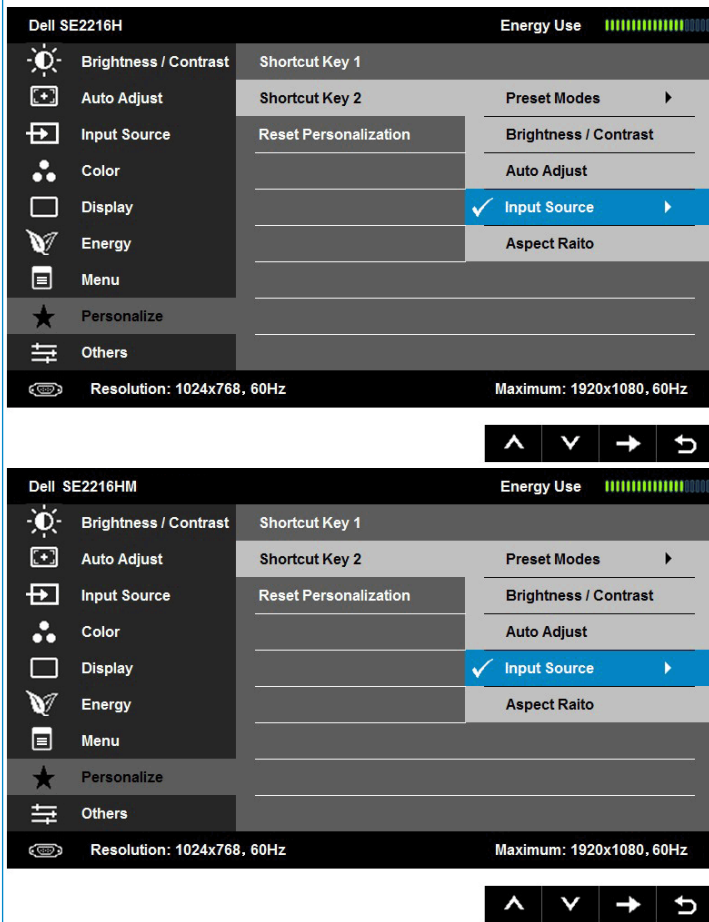 Dell SE2216H Energy Use
Brightness / Contrast Shortcut Key 1
Auto Adjust Shortcut Key 2 Preset Modes
Input Source Reset Personalization Brightness / Contrast
Color Auto Adjust
Display Input Source
Energy Aspect Raito
Menu
Personalize
Others
Resolution: 1024x768, 60Hz Maximum: 1920x1080, 60Hz
Dell SE2216HM Energy Use
Brightness / Contrast Shortcut Key 1
Auto Adjust Shortcut Key 2 Preset Modes
Input Source Reset Personalization Brightness / Contrast
Color Auto Adjust
Display Input Source
Energy Aspect Raito
Menu
Personalize
Others
Resolution: 1024x768, 60Hz Maximum: 1920x1080, 60Hz